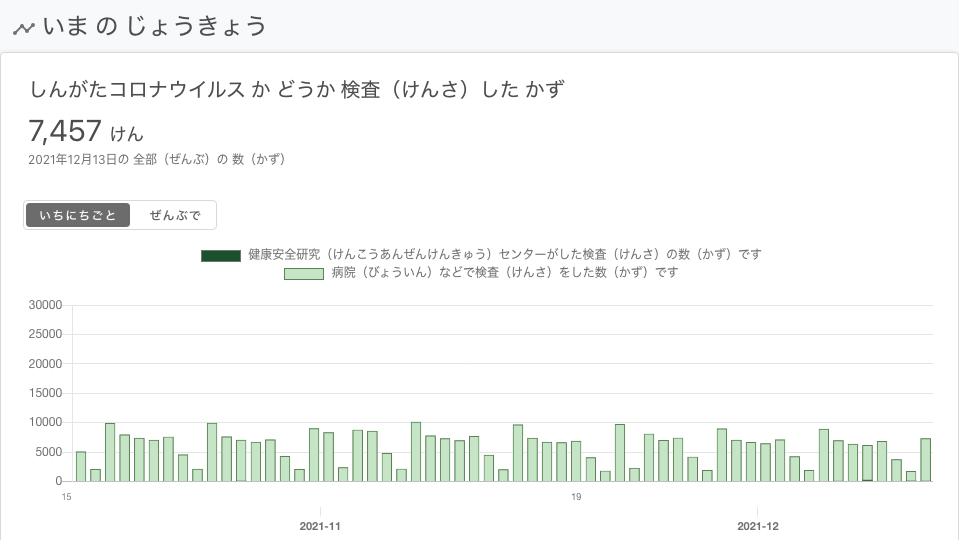 いま の じょうきょう
しんがたコロナウイルス か どうか 検査（けんさ）した かず
7,457 けん
2021年12月13日の 全部（ぜんぶ）の 数（かず）
いちにちごと ぜんぶで
健康安全研究（けんこうあんぜんけんきゅう）センターがした検査（けんさ）の数（かず）です
病院（びょういん）などで検査（けんさ）をした数（かず）です
30000
25000
20000
15000
10000
5000
0
15 19
2021-11 2021-12